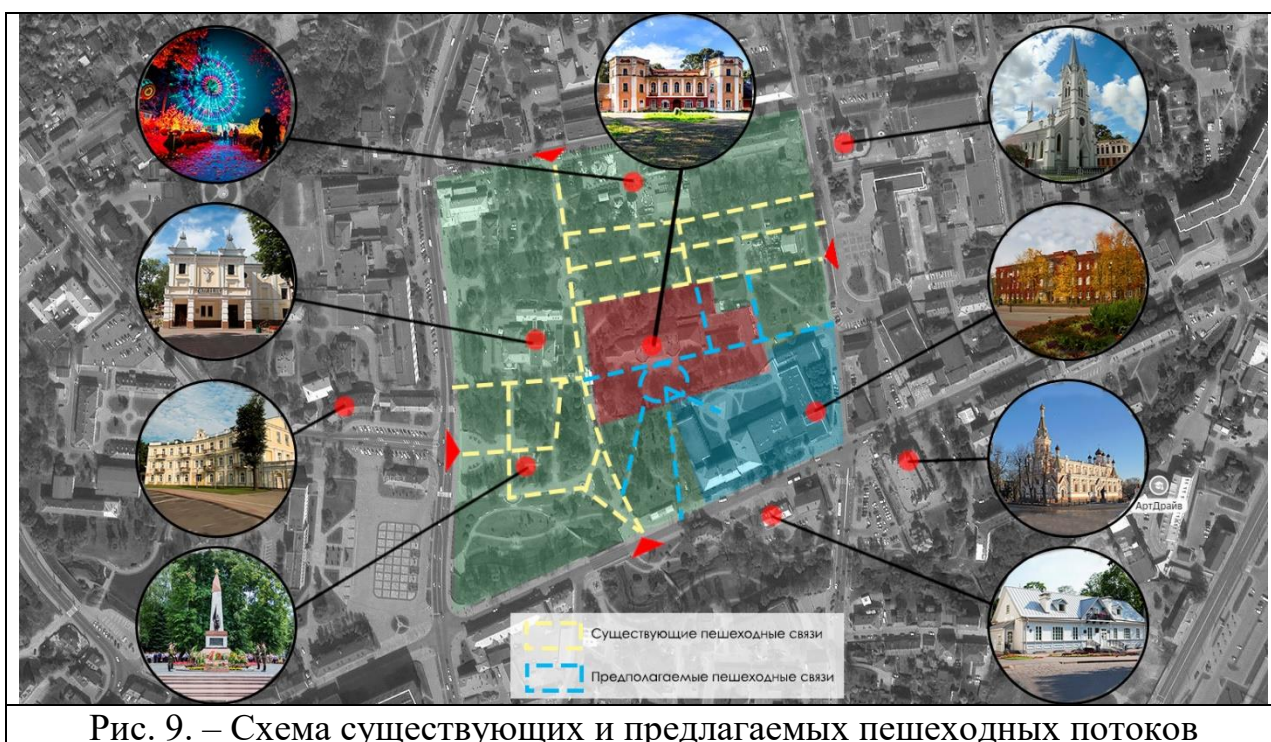 АртДрайв
Существующие пешеходные связи
Предполагаемые пешеходные связи
Рис. 9. – Схема существующих и предлагаемых пешеходных потоков